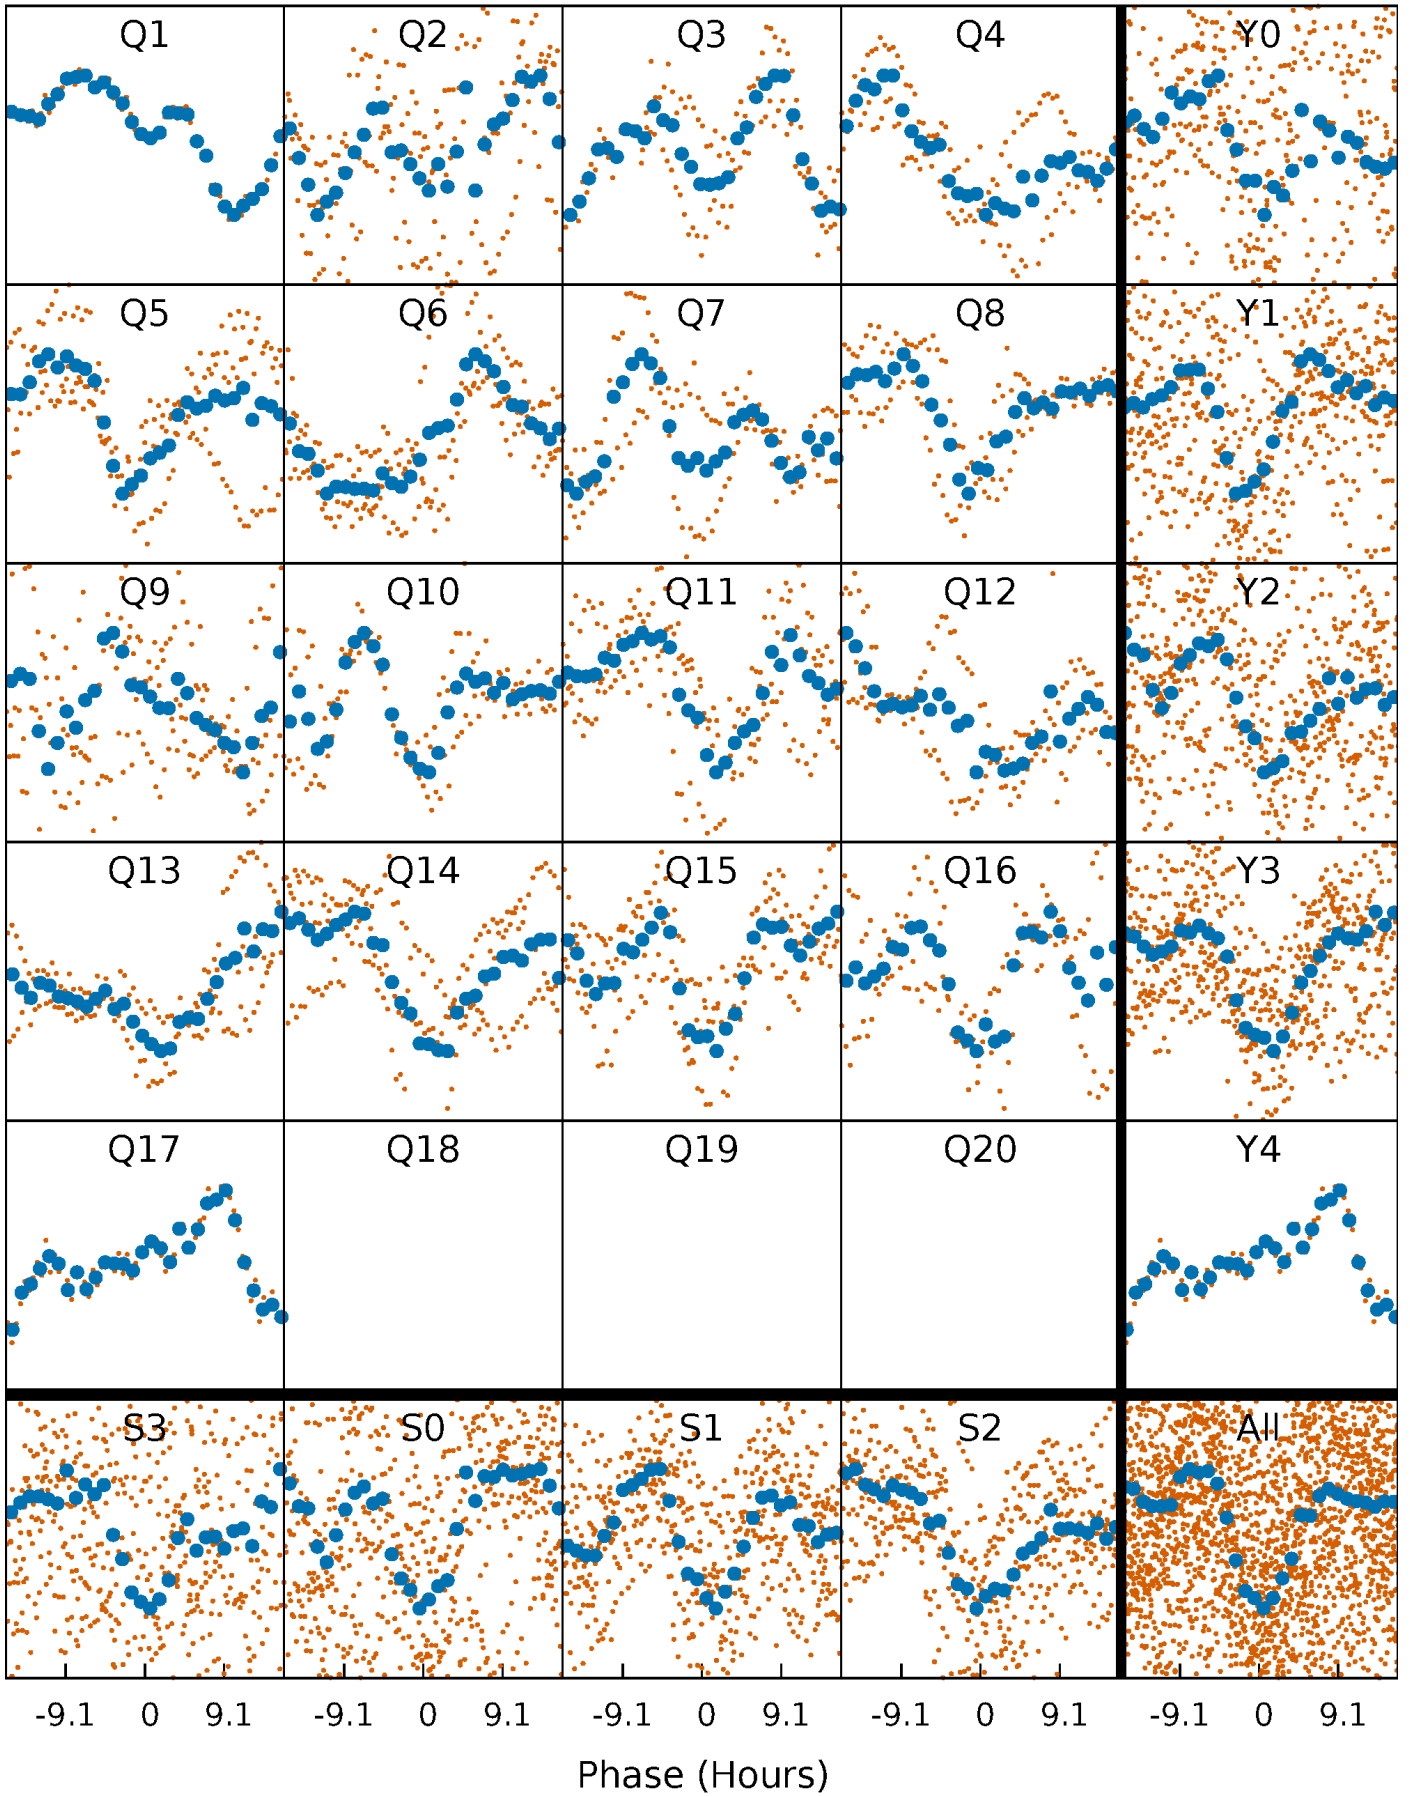 Q1 Q2 Q3 Q4 Y0
Q5 Q6 Q7 Q8 Y1
Q9 Q10 Q11 Q12 Y2
Q13 Q14 Q15 Q16 Y3
Q17 Q18 Q19 Q20 Y4
S3 S0 S1 S2 All
-9.1 0 9.1 -9.1 0 9.1 -9.1 0 9.1 -9.1 0 9.1 -9.1 0 9.1
Phase (Hours)